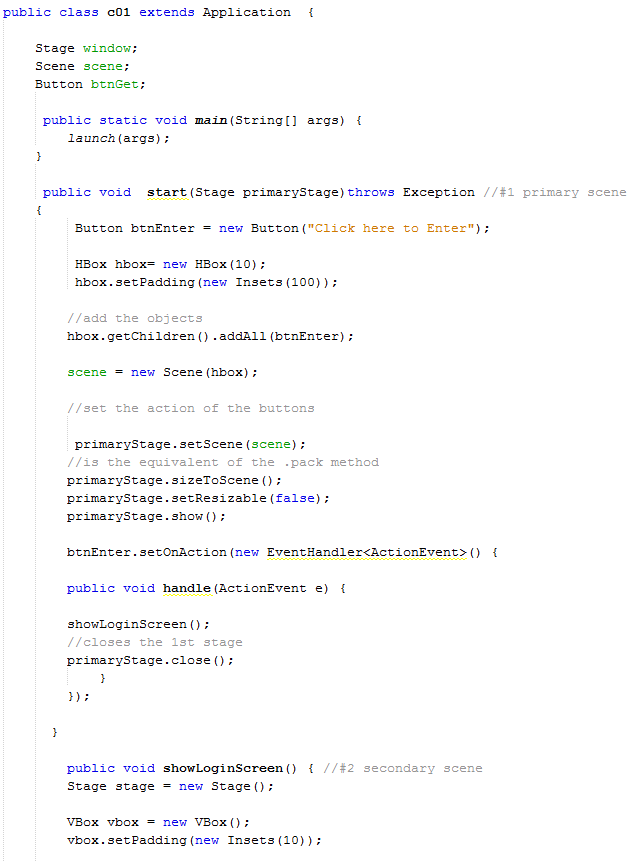 public class c01 extends Application  {
Stage window;
Scene scene;
Button btnGet;
public static void main(String[] args) {
launch(args);
}
public void  start(Stage primaryStage)throws Exception //#1 primary scene
{
Button btnEnter = new Button("Click here to Enter");
HBox hbox= new HBox(10);
hbox.setPadding(new Insets(100));
//add the objects
hbox.getChildren().addAll(btnEnter);
scene = new Scene(hbox);
//set the action of the buttons
primaryStage.setScene(scene);
//is the equivalent of the .pack method
primaryStage.sizeToScene();
primaryStage.setResizable(false);
primaryStage.show();
btnEnter.setOnAction(new EventHandler<ActionEvent>() {
public void handle(ActionEvent e) {
showLoginScreen();
//closes the 1st stage
primaryStage.close();
}
});
}
public void showLoginScreen() { //#2 secondary scene
Stage stage = new Stage();
VBox vbox = new VBox();
vbox.setPadding(new Insets(10));